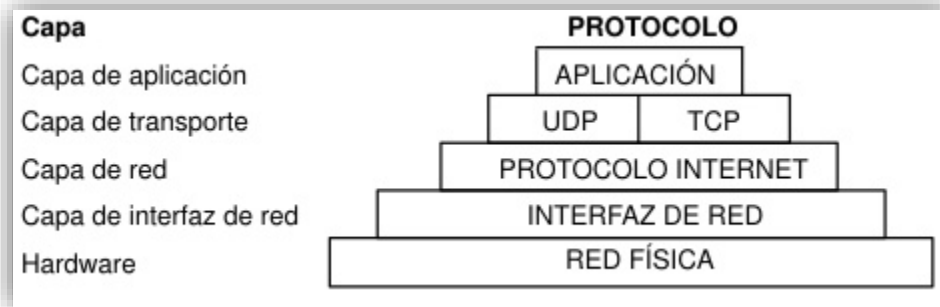 Capa PROTOCOLO
Capa de aplicación APLICACIÓN
Capa de transporte UDP TCP
Capa de red PROTOCOLO INTERNET
Capa de interfaz de red INTERFAZ DE RED
Hardware RED FÍSICA